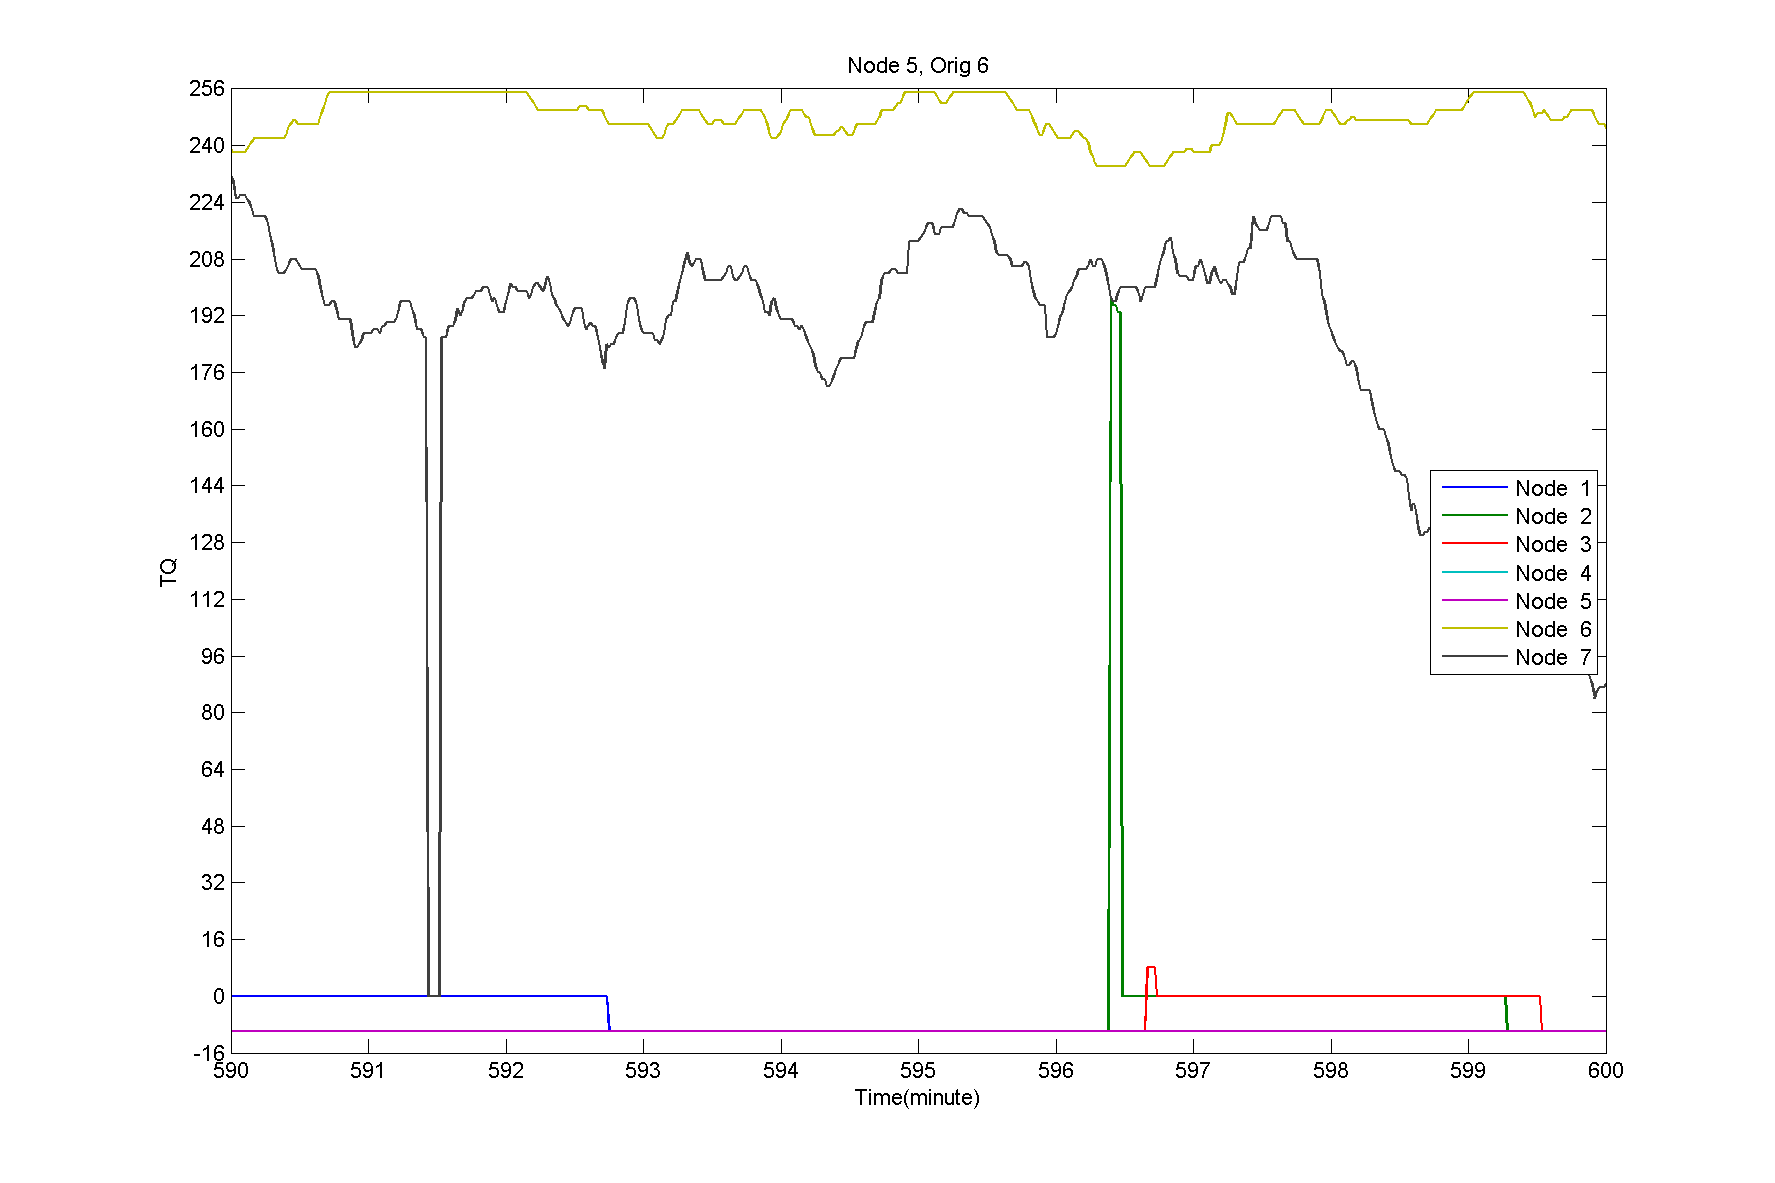 Node 5, Orig 6
256
240
224
208
192
176
160
144
128
112
96
80
64
48
32
16
0
-16
TQ
Node 1
Node 2
Node 3
Node 4
Node 5
Node 6
Node 7
590 591 592 593 594 595 596 597 598 599 600
Time(minute)